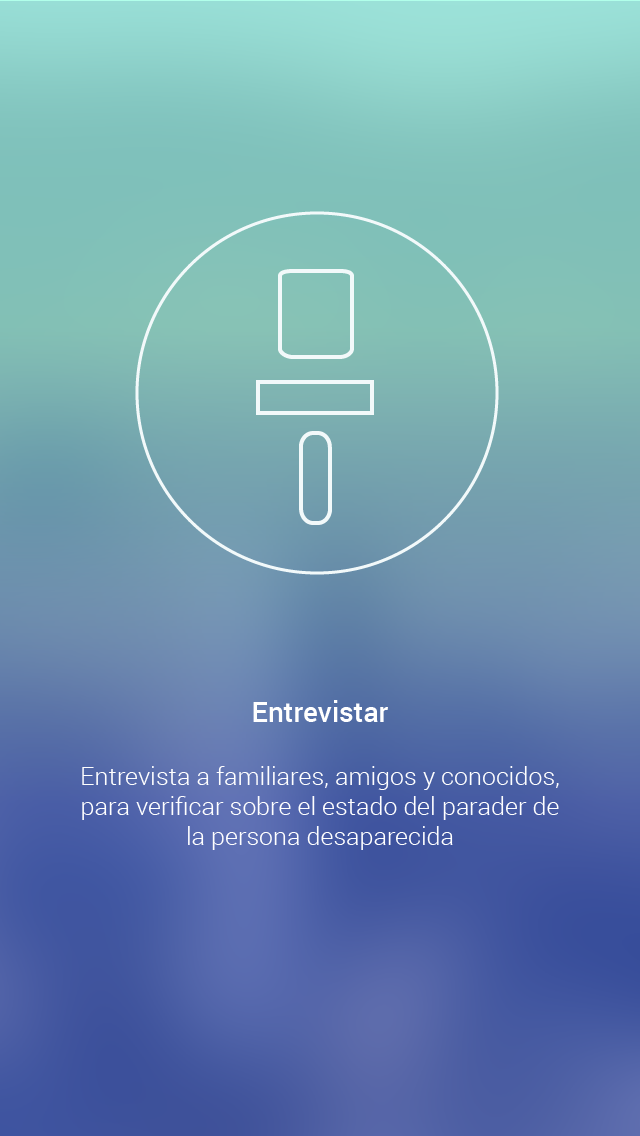 Entrevistar
Entrevista a familiares, amigos y conocidos,
para verificar sobre el estado del parader de
la persona desaparecida